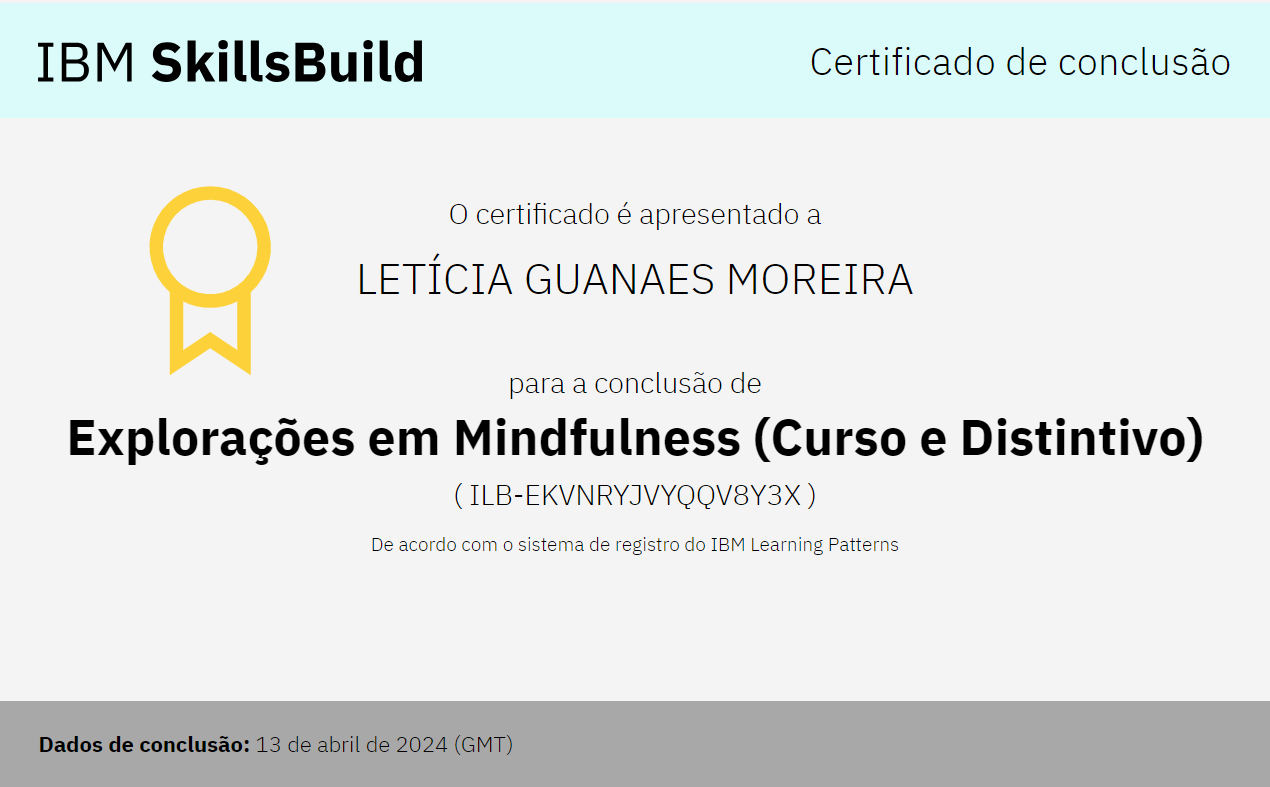 IBM SkillsBuild
Certificado de conclusão
O certificado é apresentado a
LETÍCIA GUANAES MOREIRA
para a conclusão de
Explorações em Mindfulness (Curso e Distintivo)
( ILB-EKVNRYJVYQQV8Y3X )
De acordo com o sistema de registro do IBM Learning Patterns
Dados de conclusão: 13 de abril de 2024 (GMT)